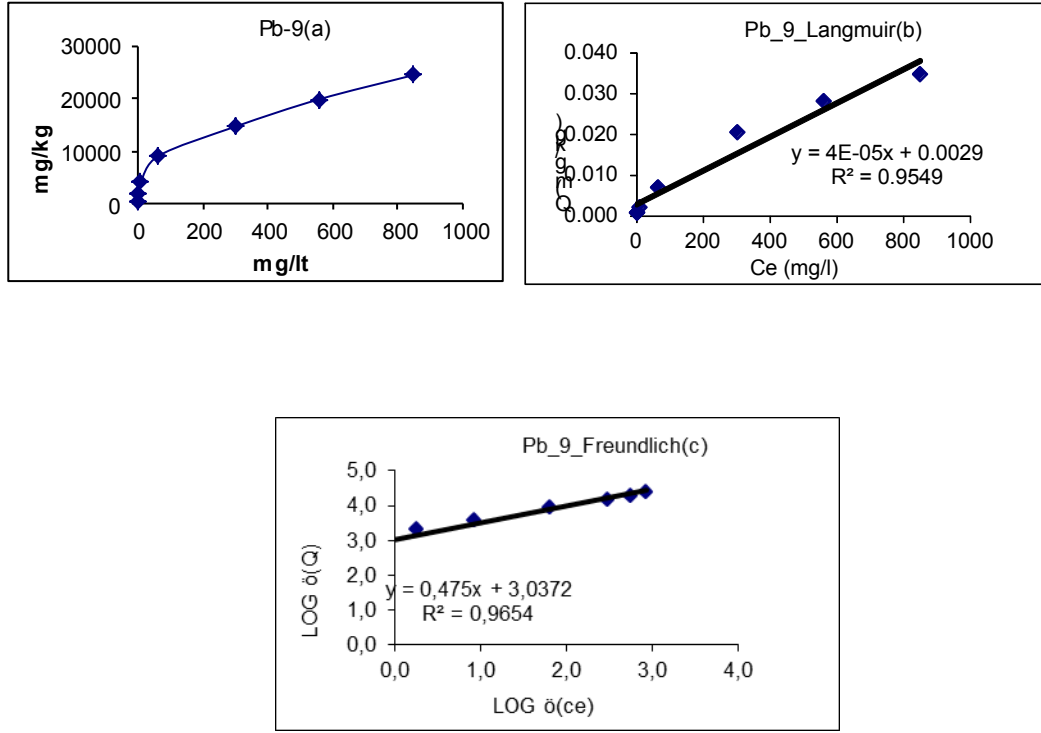 Pb-9(a)
30000
20000
10000
0
mg/kg
0 200 400 600 800 1000
mg/lt
Pb_9_Langmuir(b)
0.040
0.030
0.020
0.010
0.000
y = 4E-05x + 0.0029
R² = 0.9549
0 200 400 600 800 1000
Ce (mg/l)
Pb_9_Freundlich(c)
5,0
4,0
3,0
2,0
1,0
0,0
LOG ö(Q)
y = 0,475x + 3,0372
R² = 0,9654
0,0 1,0 2,0 3,0 4,0
LOG ö(ce)